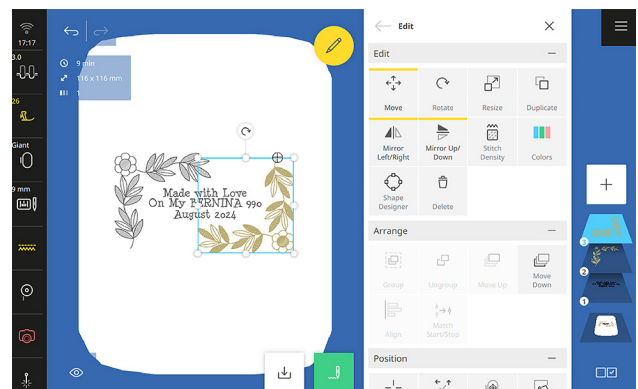 17:17
3.0
26
Giant
9 mm
9 min
116 x 116 mm
1
Made with Love
On My BERNINA 990
August 2024
Edit
Edit
Move
Rotate
Resize
Duplicate
Mirror
Left/Right
Mirror Up/
Down
Stitch
Density
Colors
Shape
Designer
Delete
Arrange
Group
Ungroup
Move Up
Move
Down
Align
Match
Start/Stop
Position
3
2
1